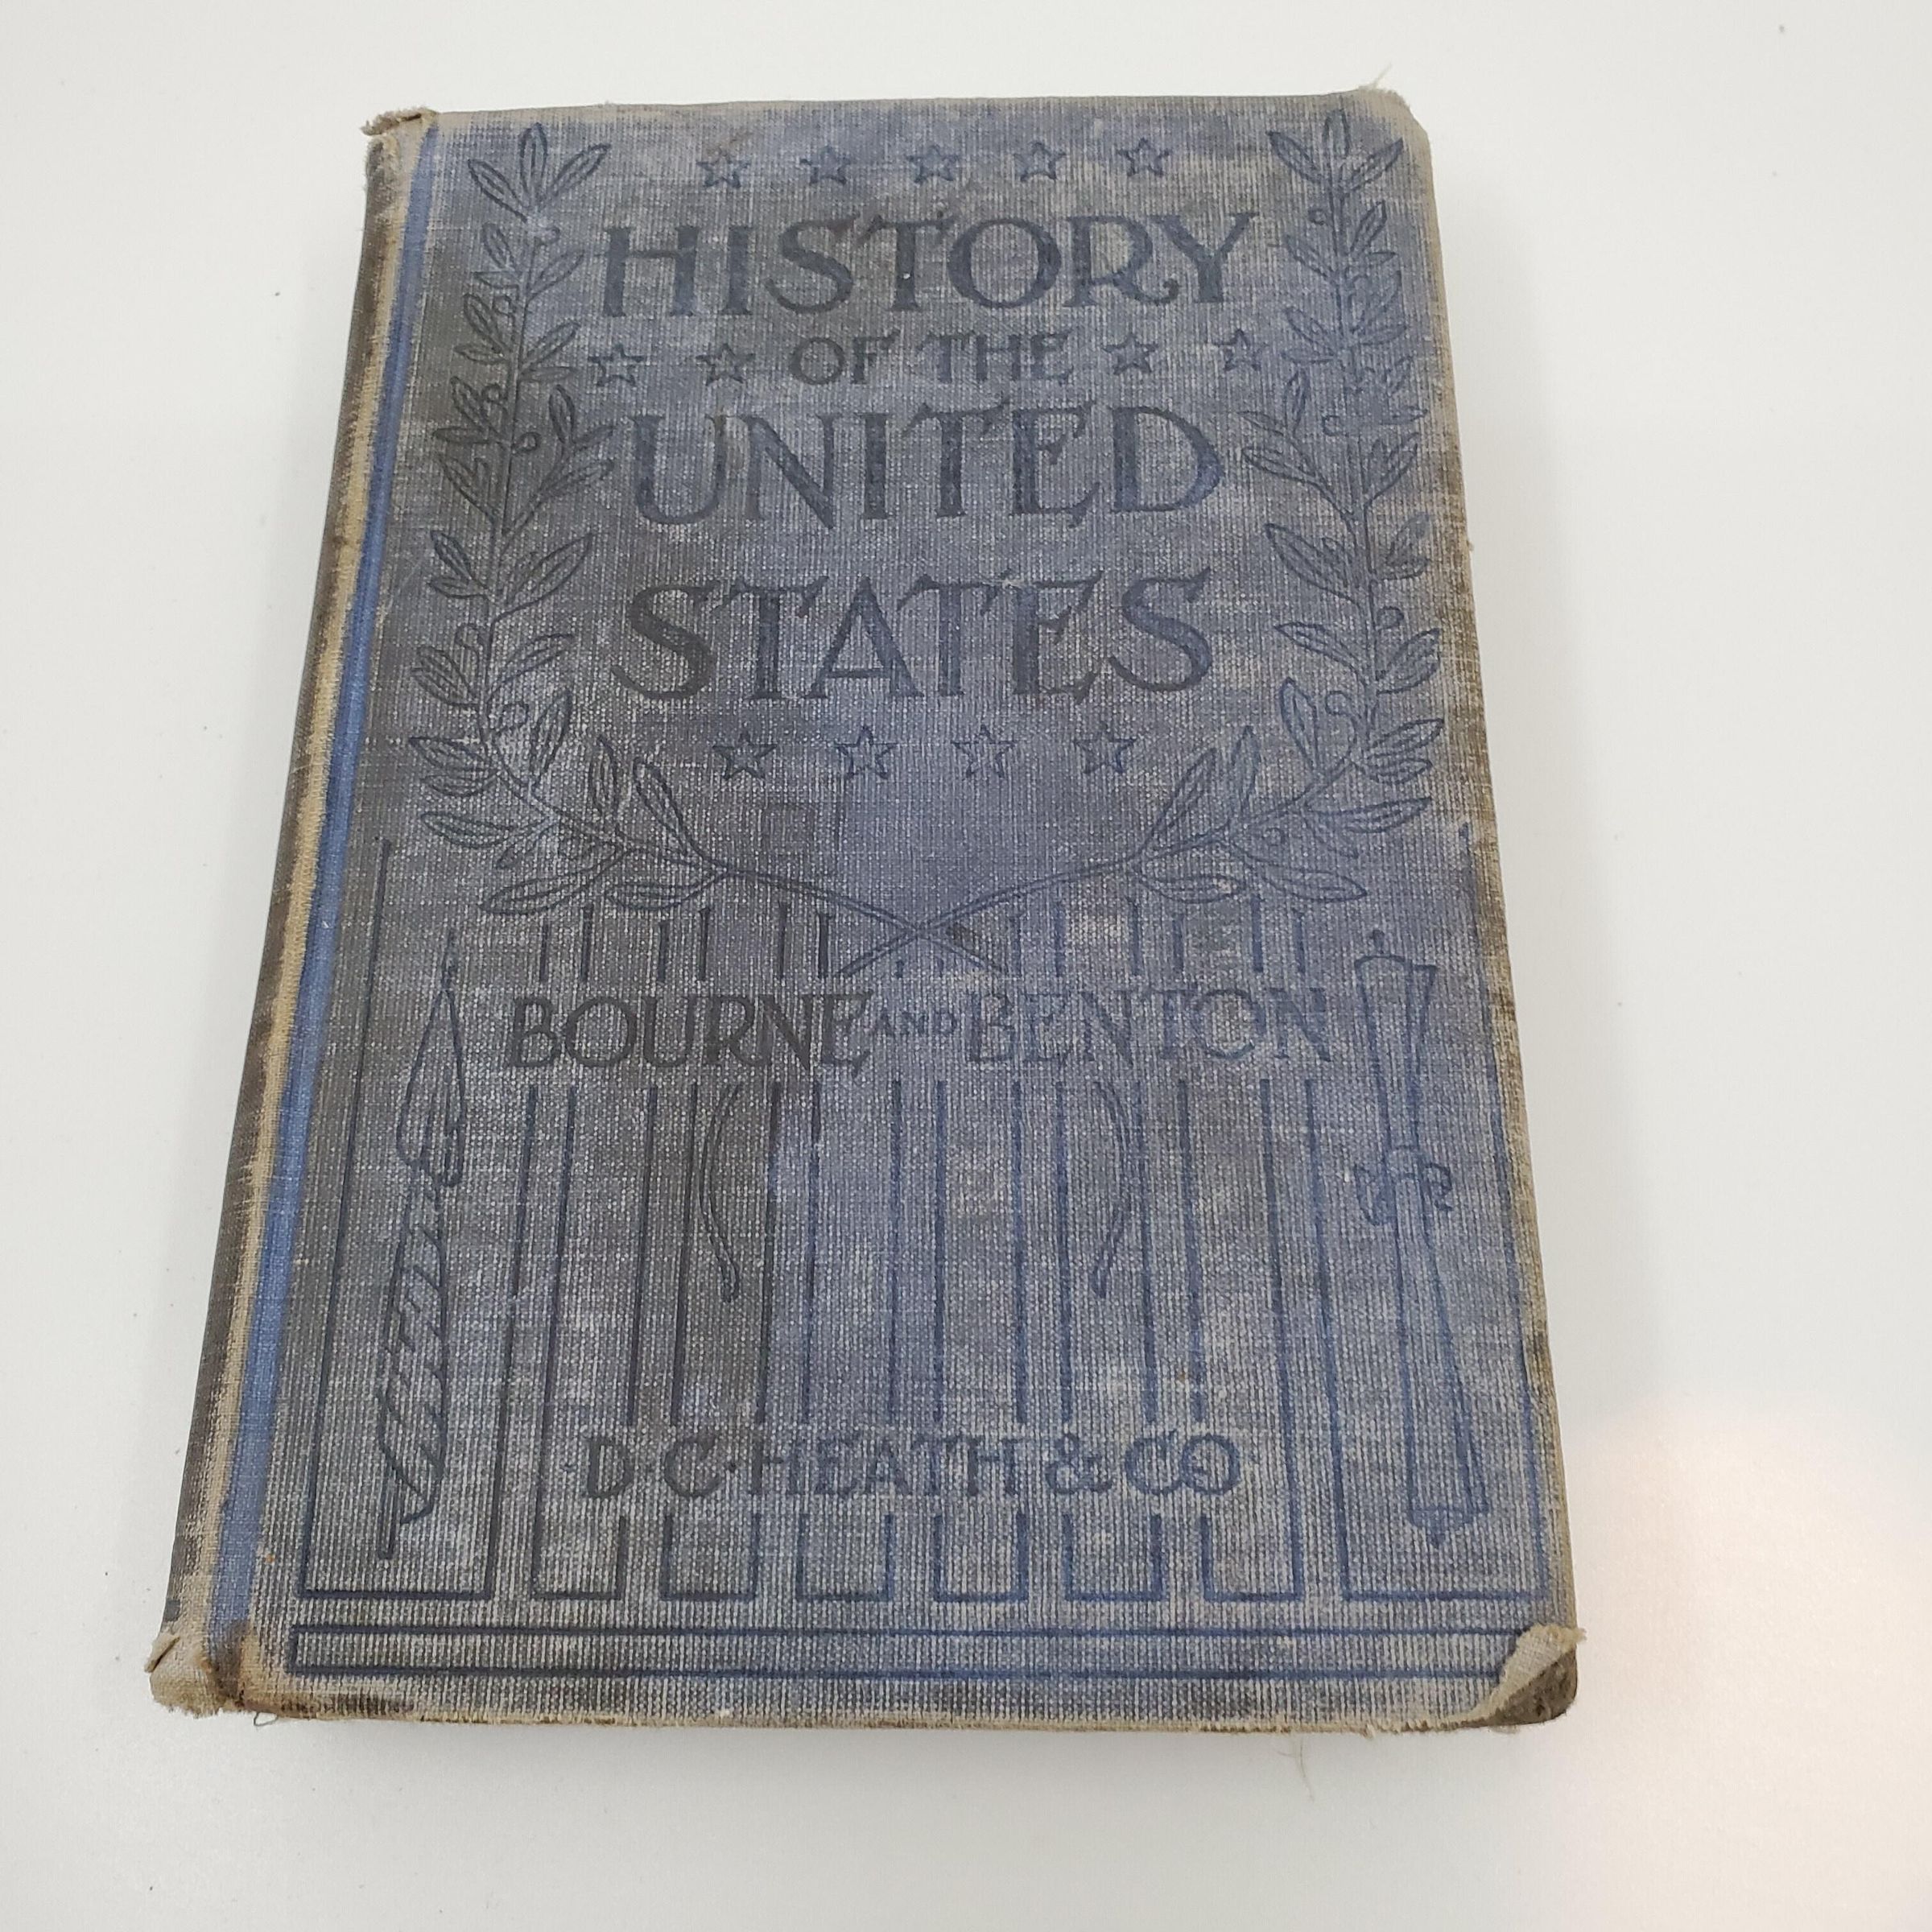 HISTORY
OF THE
UNITED
STATES
BOURNE AND BENTON
·D·C·HEATH & CO·